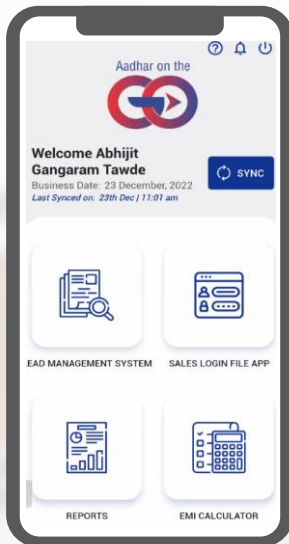 Aadhar on the
GO
Welcome Abhijit
Gangaram Tawde
Business Date: 23 December, 2022
Last Synced on: 23th Dec | 11:01 am
SYNC
EAD MANAGEMENT SYSTEM
SALES LOGIN FILE APP
REPORTS
EMI CALCULATOR